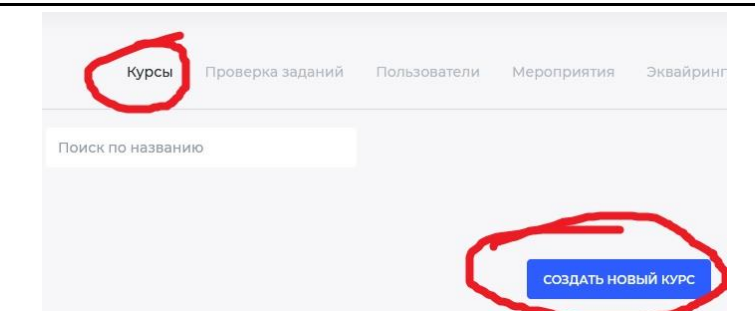 Курсы Проверка заданий Пользователи Мероприятия Эквайринг
Поиск по названию
СОЗДАТЬ НОВЫЙ КУРС